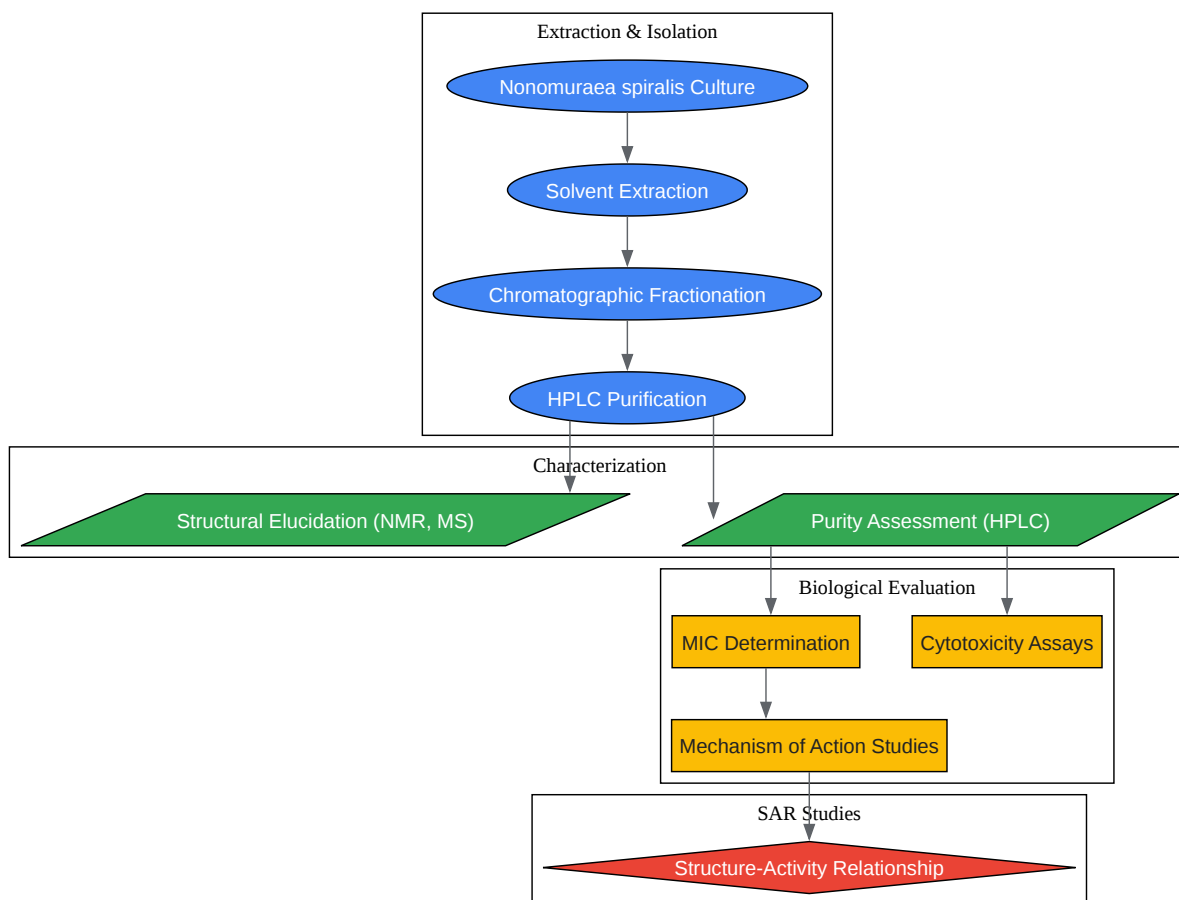 Extraction & Isolation
Nonomuraea spiralis Culture
Solvent Extraction
Chromatographic Fractionation
HPLC Purification
Characterization
Structural Elucidation (NMR, MS)
Purity Assessment (HPLC)
Biological Evaluation
MIC Determination
Cytotoxicity Assays
Mechanism of Action Studies
SAR Studies
Structure-Activity Relationship